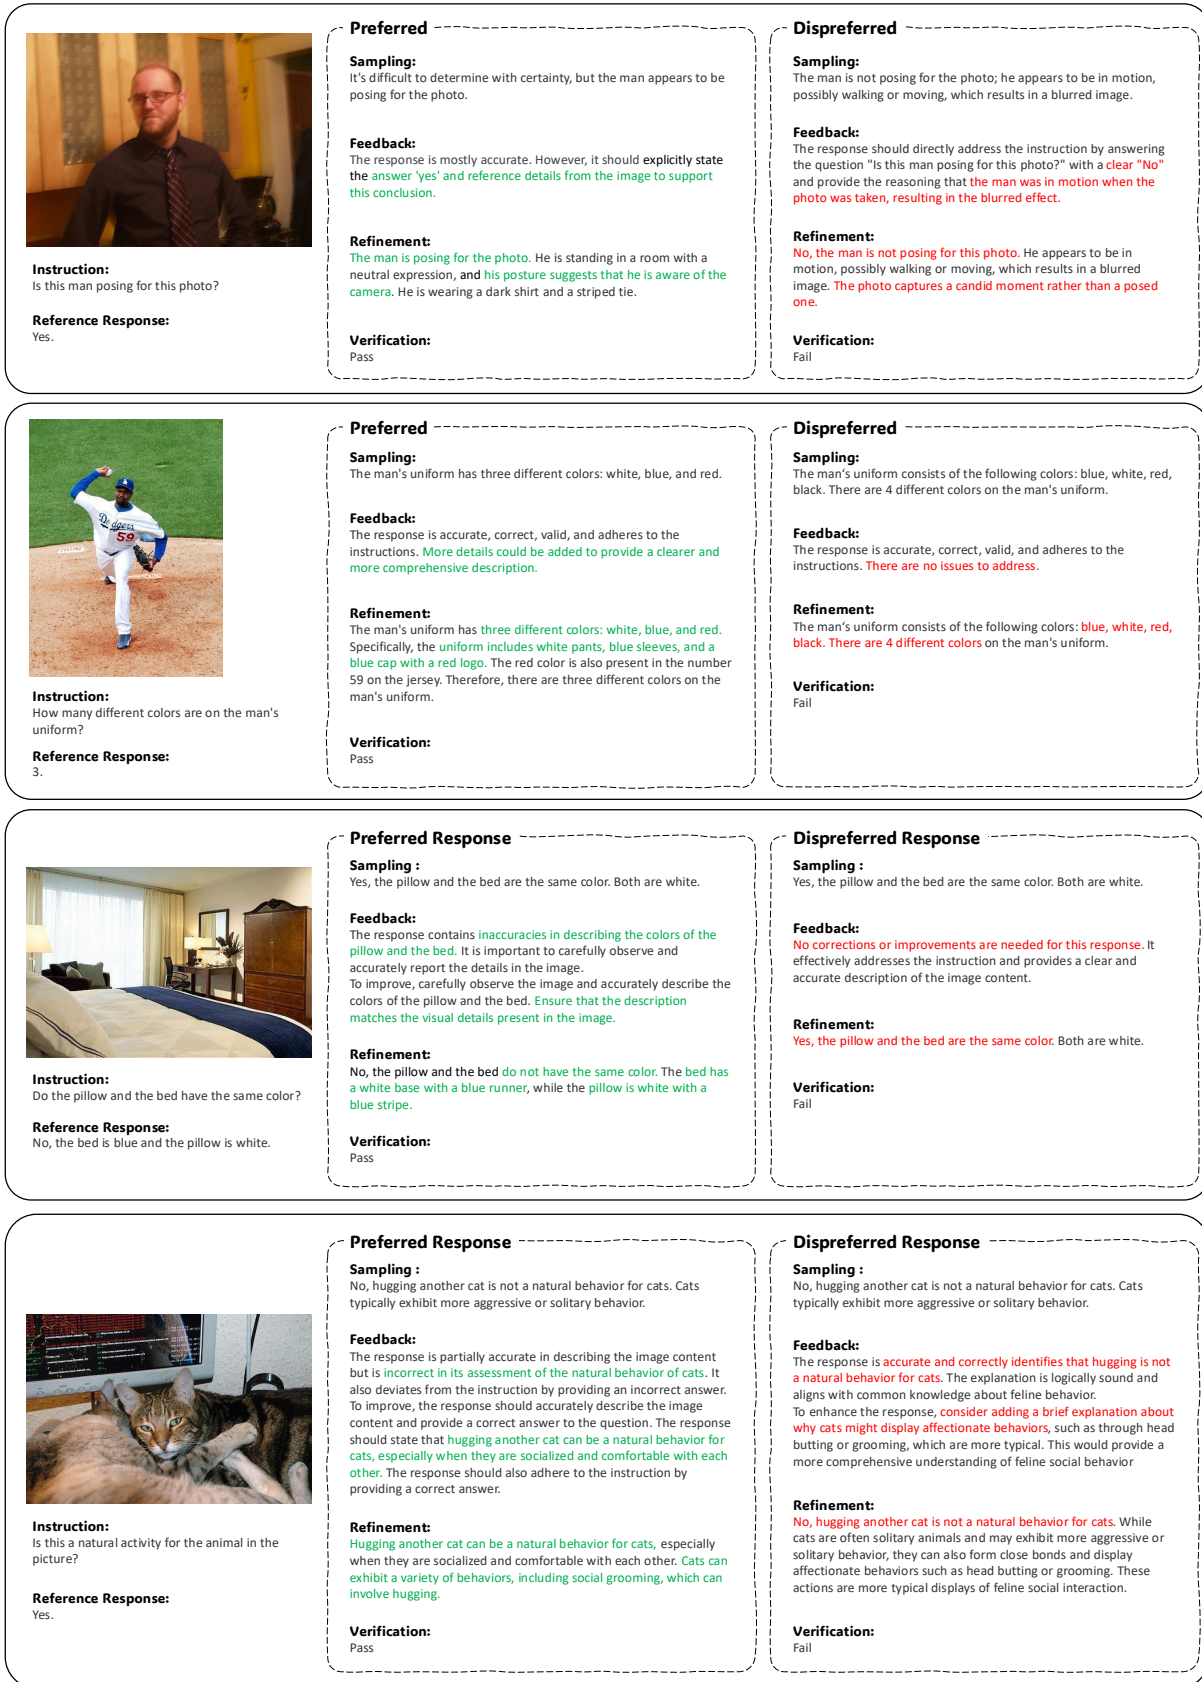 Preferred
Sampling:
It's difficult to determine with certainty, but the man appears to be
posing for the photo.
Feedback:
The response is mostly accurate. However, it should explicitly state
the answer 'yes' and reference details from the image to support
this conclusion.
Refinement:
The man is posing for the photo. He is standing in a room with a
neutral expression, and his posture suggests that he is aware of the
camera. He is wearing a dark shirt and a striped tie.
Verification:
Pass
Dispreferred
Sampling:
The man is not posing for the photo; he appears to be in motion,
possibly walking or moving, which results in a blurred image.
Feedback:
The response should directly address the instruction by answering
the question "Is this man posing for this photo?" with a clear "No"
and provide the reasoning that the man was in motion when the
photo was taken, resulting in the blurred effect.
Refinement:
No, the man is not posing for this photo. He appears to be in
motion, possibly walking or moving, which results in a blurred
image. The photo captures a candid moment rather than a posed
one.
Verification:
Fail
Instruction:
Is this man posing for this photo?
Reference Response:
Yes.
Dodgers
59
Instruction:
How many different colors are on the man's
uniform?
Reference Response:
3.
Preferred
Sampling:
The man's uniform has three different colors: white, blue, and red.
Feedback:
The response is accurate, correct, valid, and adheres to the
instructions. More details could be added to provide a clearer and
more comprehensive description.
Refinement:
The man's uniform has three different colors: white, blue, and red.
Specifically, the uniform includes white pants, blue sleeves, and a
blue cap with a red logo. The red color is also present in the number
59 on the jersey. Therefore, there are three different colors on the
man's uniform.
Verification:
Pass
Dispreferred
Sampling:
The man‘s uniform consists of the following colors: blue, white, red,
black. There are 4 different colors on the man's uniform.
Feedback:
The response is accurate, correct, valid, and adheres to the
instructions. There are no issues to address.
Refinement:
The man‘s uniform consists of the following colors: blue, white, red,
black. There are 4 different colors on the man's uniform.
Verification:
Fail
Instruction:
Do the pillow and the bed have the same color?
Reference Response:
No, the bed is blue and the pillow is white.
Preferred Response
Sampling :
Yes, the pillow and the bed are the same color. Both are white.
Feedback:
The response contains inaccuracies in describing the colors of the
pillow and the bed. It is important to carefully observe and
accurately report the details in the image.
To improve, carefully observe the image and accurately describe the
colors of the pillow and the bed. Ensure that the description
matches the visual details present in the image.
Refinement:
No, the pillow and the bed do not have the same color. The bed has
a white base with a blue runner, while the pillow is white with a
blue stripe.
Verification:
Pass
Dispreferred Response
Sampling :
Yes, the pillow and the bed are the same color. Both are white.
Feedback:
No corrections or improvements are needed for this response. It
effectively addresses the instruction and provides a clear and
accurate description of the image content.
Refinement:
Yes, the pillow and the bed are the same color. Both are white.
Verification:
Fail
Instruction:
Is this a natural activity for the animal in the
picture?
Reference Response:
Yes.
Preferred Response
Sampling :
No, hugging another cat is not a natural behavior for cats. Cats
typically exhibit more aggressive or solitary behavior.
Feedback:
The response is partially accurate in describing the image content
but is incorrect in its assessment of the natural behavior of cats. It
also deviates from the instruction by providing an incorrect answer.
To improve, the response should accurately describe the image
content and provide a correct answer to the question. The response
should state that hugging another cat can be a natural behavior for
cats, especially when they are socialized and comfortable with each
other. The response should also adhere to the instruction by
providing a correct answer.
Refinement:
Hugging another cat can be a natural behavior for cats, especially
when they are socialized and comfortable with each other. Cats can
exhibit a variety of behaviors, including social grooming, which can
involve hugging.
Verification:
Pass
Dispreferred Response
Sampling :
No, hugging another cat is not a natural behavior for cats. Cats
typically exhibit more aggressive or solitary behavior.
Feedback:
The response is accurate and correctly identifies that hugging is not
a natural behavior for cats. The explanation is logically sound and
aligns with common knowledge about feline behavior.
To enhance the response, consider adding a brief explanation about
why cats might display affectionate behaviors, such as through head
butting or grooming, which are more typical. This would provide a
more comprehensive understanding of feline social behavior
Refinement:
No, hugging another cat is not a natural behavior for cats. While
cats are often solitary animals and may exhibit more aggressive or
solitary behavior, they can also form close bonds and display
affectionate behaviors such as head butting or grooming. These
actions are more typical displays of feline social interaction.
Verification:
Fail